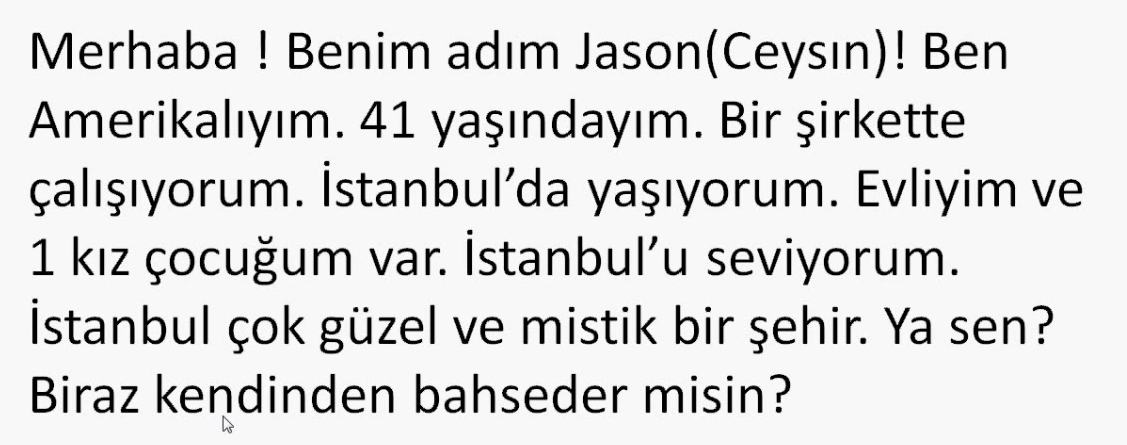 Merhaba ! Benim adım Jason(Ceysın)! Ben
Amerikalıyım. 41 yaşındayım. Bir şirkette
çalışıyorum. İstanbul’da yaşıyorum. Evliyim ve
1 kız çocuğum var. İstanbul’u seviyorum.
İstanbul çok güzel ve mistik bir şehir. Ya sen?
Biraz kendinden bahseder misin?